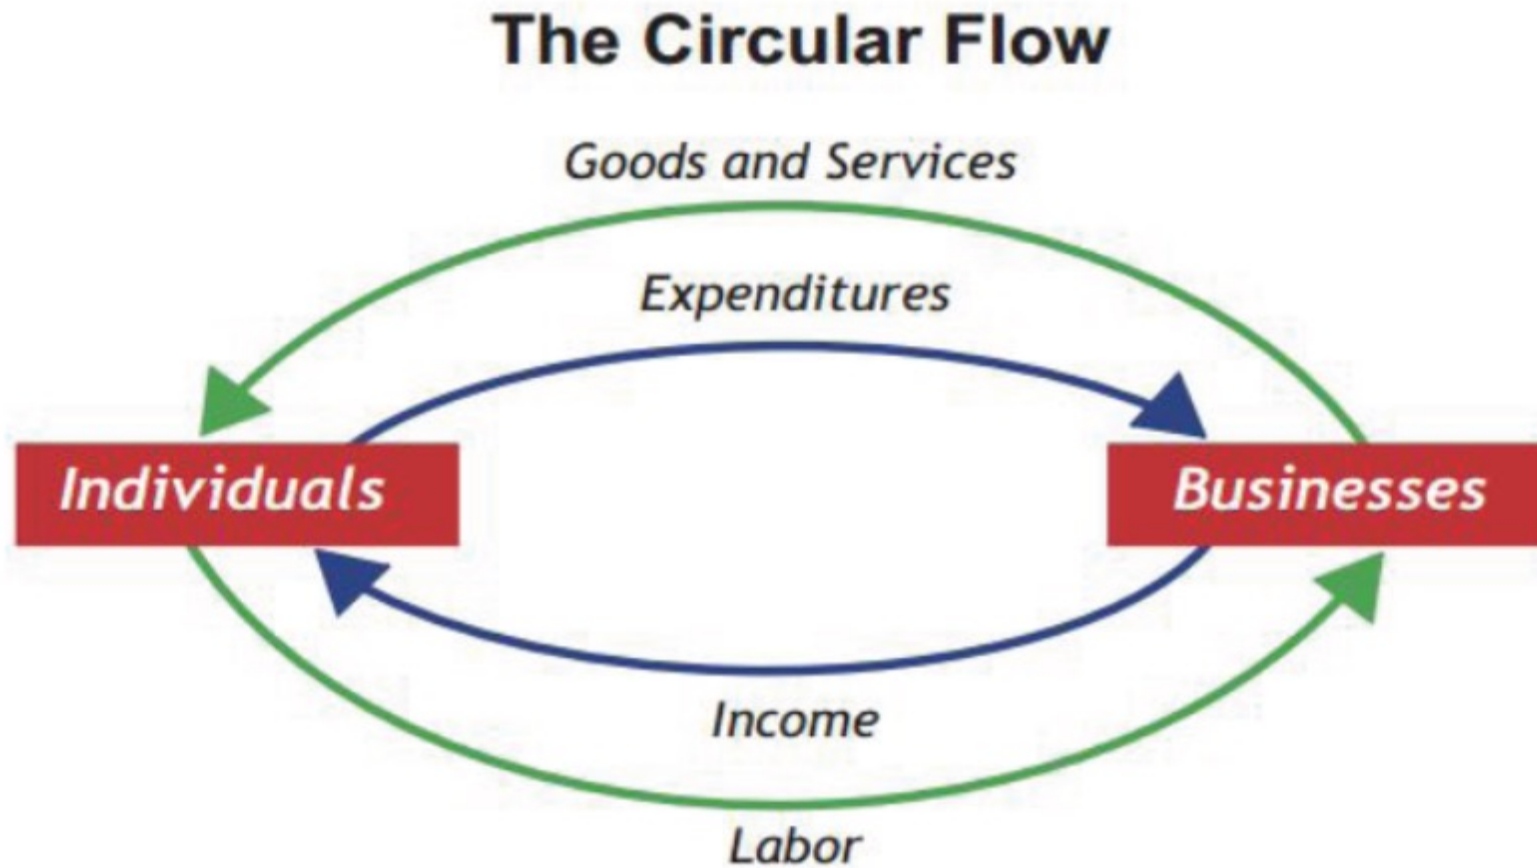 The Circular Flow
Goods and Services
Expenditures
Individuals
Businesses
Income
Labor